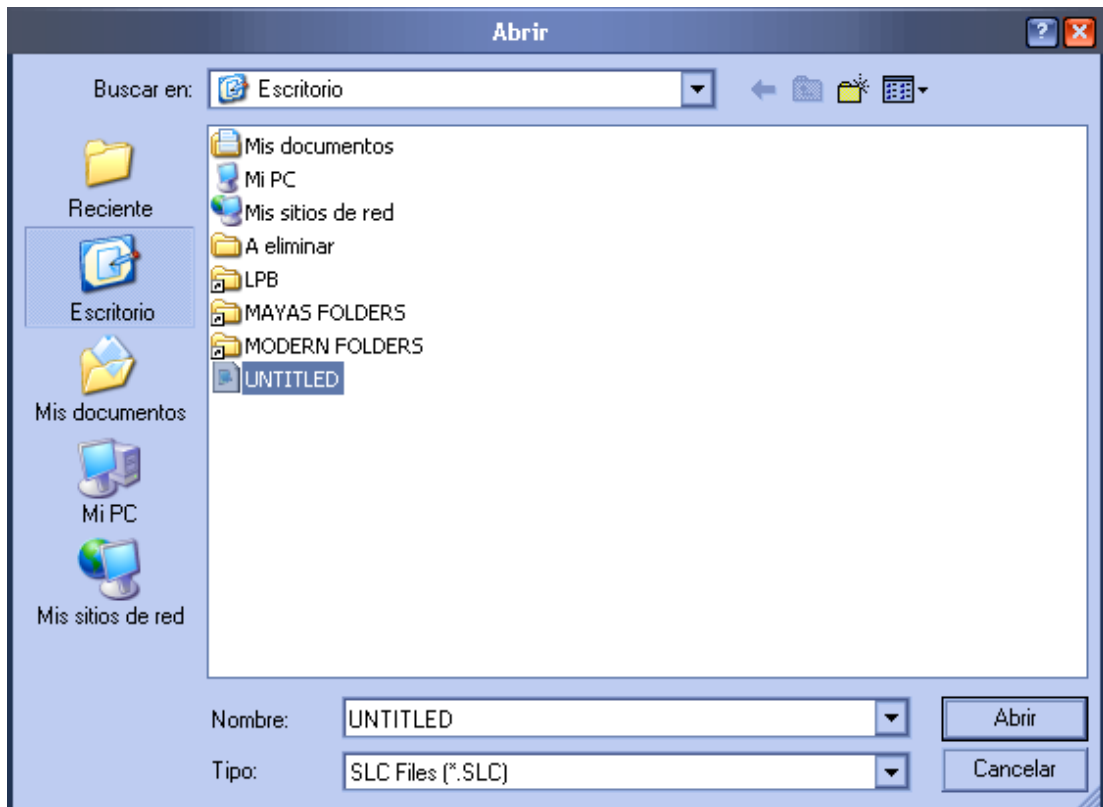 Abrir
Buscar en: Escritorio
Reciente
Escritorio
Mis documentos
Mi PC
Mis sitios de red
Mis documentos
Mi PC
Mis sitios de red
A eliminar
LPB
MAYAS FOLDERS
MODERN FOLDERS
UNTITLED
Nombre: UNTITLED Abrir
Tipo: SLC Files (*.SLC) Cancelar